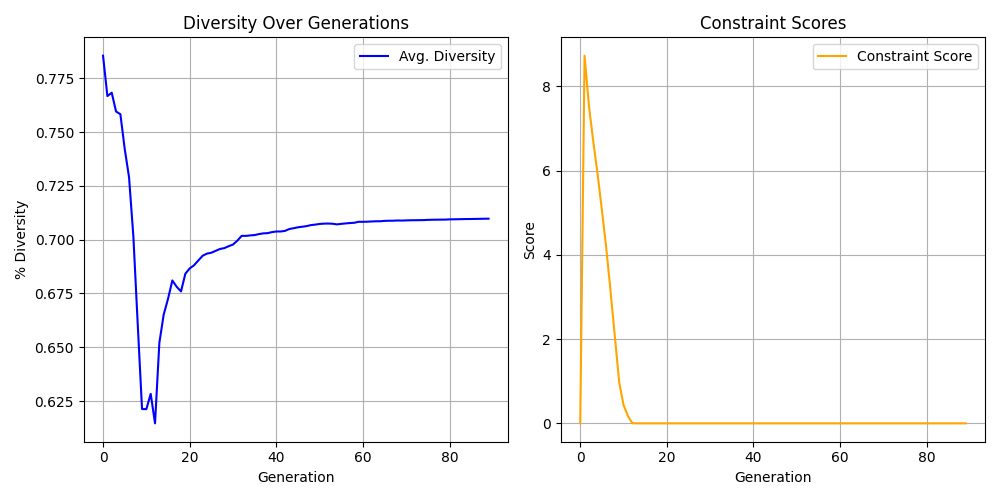 Diversity Over Generations
Avg. Diversity
0.775
0.750
0.725
0.700
0.675
0.650
0.625
% Diversity
0 20 40 60 80
Generation
Constraint Scores
Constraint Score
8
6
4
2
0
Score
0 20 40 60 80
Generation